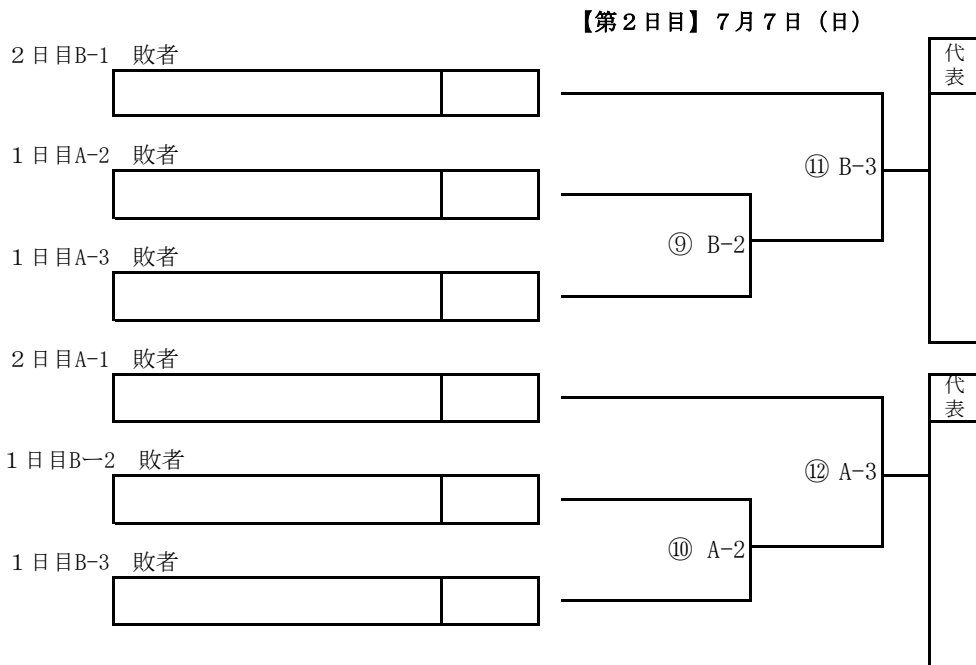 【第２日目】７月７日（日）
２日目B-1　敗者
代
表
１日目A-2　敗者
⑪ B-3
⑨ B-2
１日目A-3　敗者
２日目A-1　敗者
代
表
１日目Bー2　敗者
⑫ A-3
⑩ A-2
１日目B-3　敗者